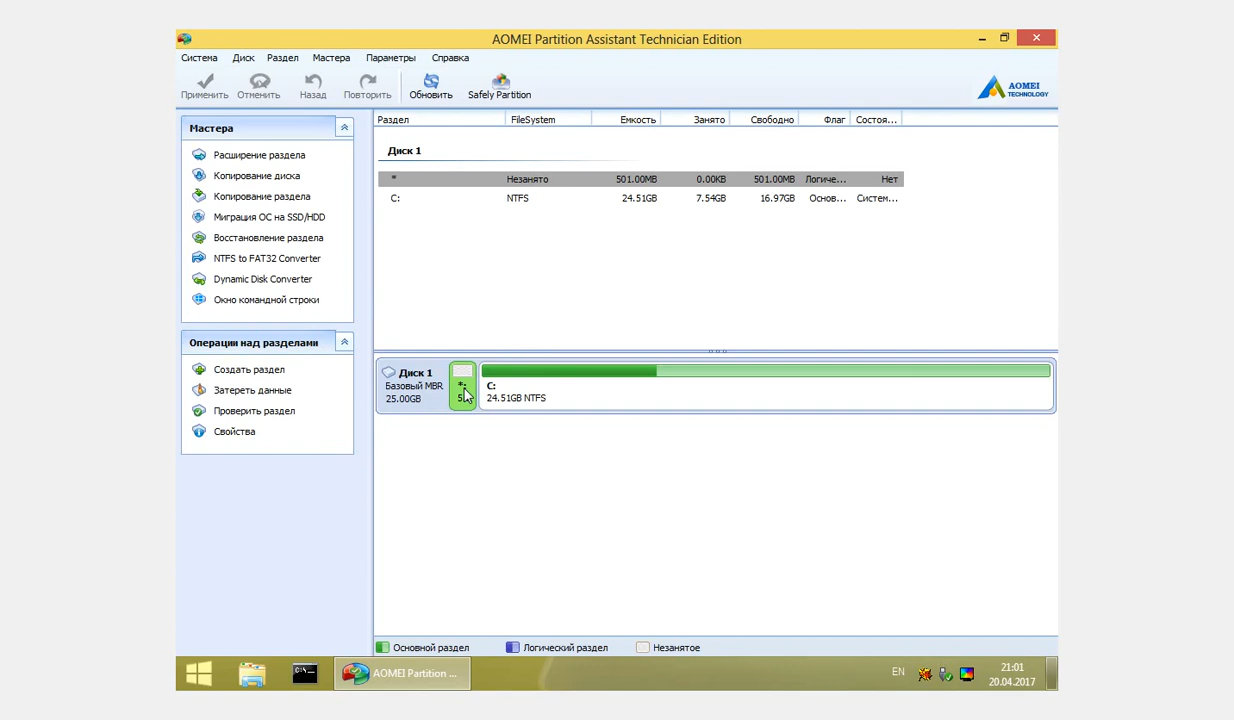 AOMEI Partition Assistant Technician Edition
Система Диск Раздел Мастера Параметры Справка
Применить Отменить Назад Повторить Обновить Safely Partition
AOMEI
TECHNOLOGY
Мастера
Расширение раздела
Копирование диска
Копирование раздела
Миграция ОС на SSD/HDD
Восстановление раздела
NTFS to FAT32 Converter
Dynamic Disk Converter
Окно командной строки
Операции над разделами
Создать раздел
Затереть данные
Проверить раздел
Свойства
Раздел FileSystem Емкость Занято Свободно Флаг Состоя...
Диск 1
* Незанято 501.00MB 0.00KB 501.00MB Логиче... Нет
C: NTFS 24.51GB 7.54GB 16.97GB Основ... Систем...
Диск 1
Базовый MBR
25.00GB
*:
C:
24.51GB NTFS
Основной раздел Логический раздел Незанятое
C:\
AOMEI Partition ...
EN
21:01
20.04.2017